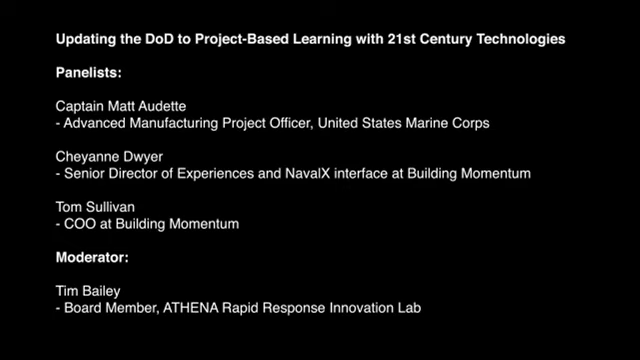 Updating the DoD to Project-Based Learning with 21st Century Technologies
Panelists:
Captain Matt Audette
- Advanced Manufacturing Project Officer, United States Marine Corps
Cheyanne Dwyer
- Senior Director of Experiences and NavalX interface at Building Momentum
Tom Sullivan
- COO at Building Momentum
Moderator:
Tim Bailey
- Board Member, ATHENA Rapid Response Innovation Lab